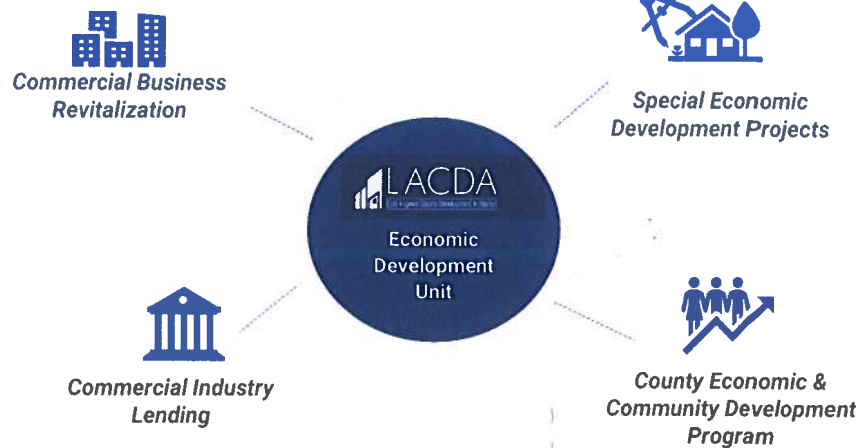 Commercial Business
Revitalization
Special Economic
Development Projects
LACDA
Economic
Development
Unit
Commercial Industry
Lending
County Economic &
Community Development
Program